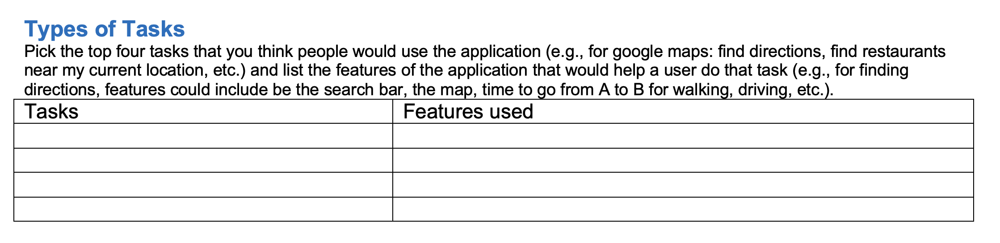 Types of Tasks
Pick the top four tasks that you think people would use the application (e.g., for google maps: find directions, find restaurants
near my current location, etc.) and list the features of the application that would help a user do that task (e.g., for finding
directions, features could include be the search bar, the map, time to go from A to B for walking, driving, etc.).
Tasks
Features used